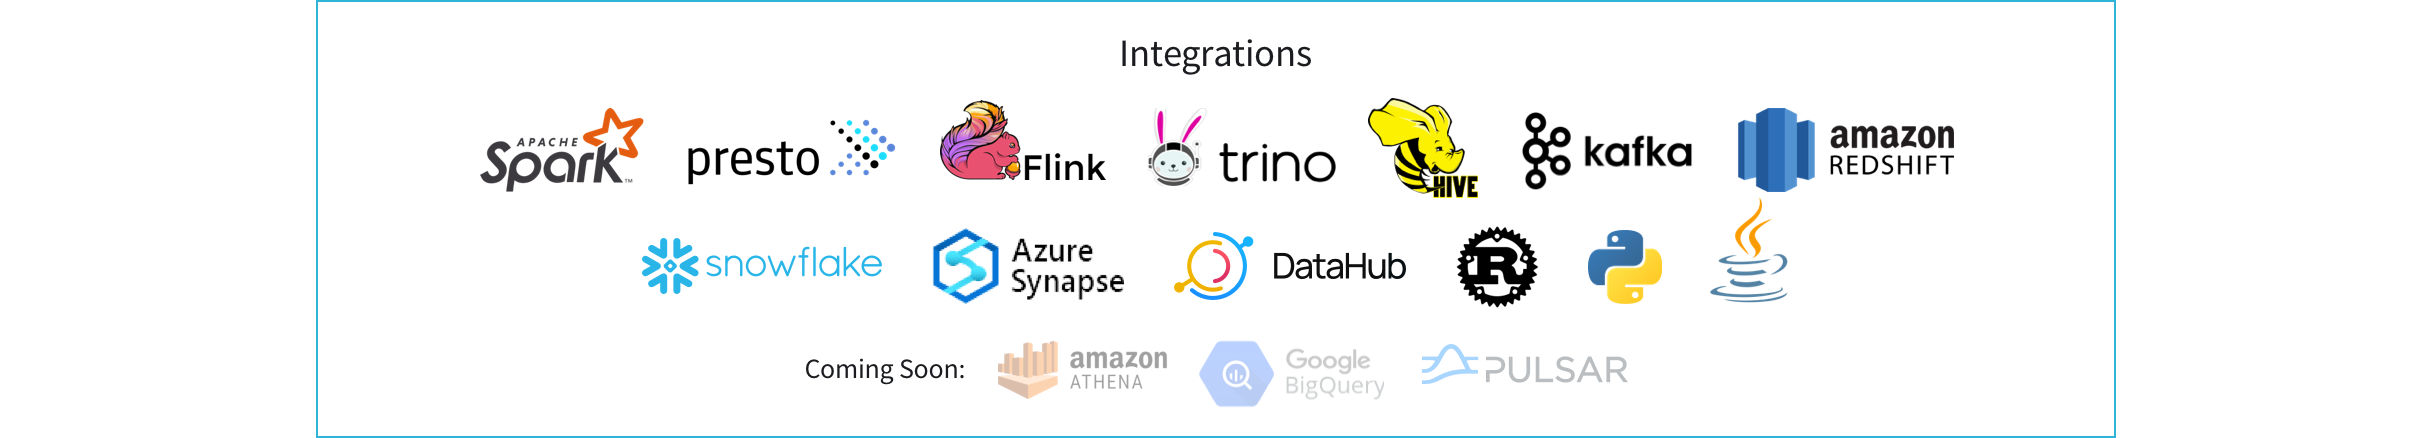 Integrations
APACHE Spark™ presto Flink trino HIVE kafka amazon REDSHIFT
snowflake Azure Synapse DataHub R
Coming Soon: amazon ATHENA Google BigQuery PULSAR